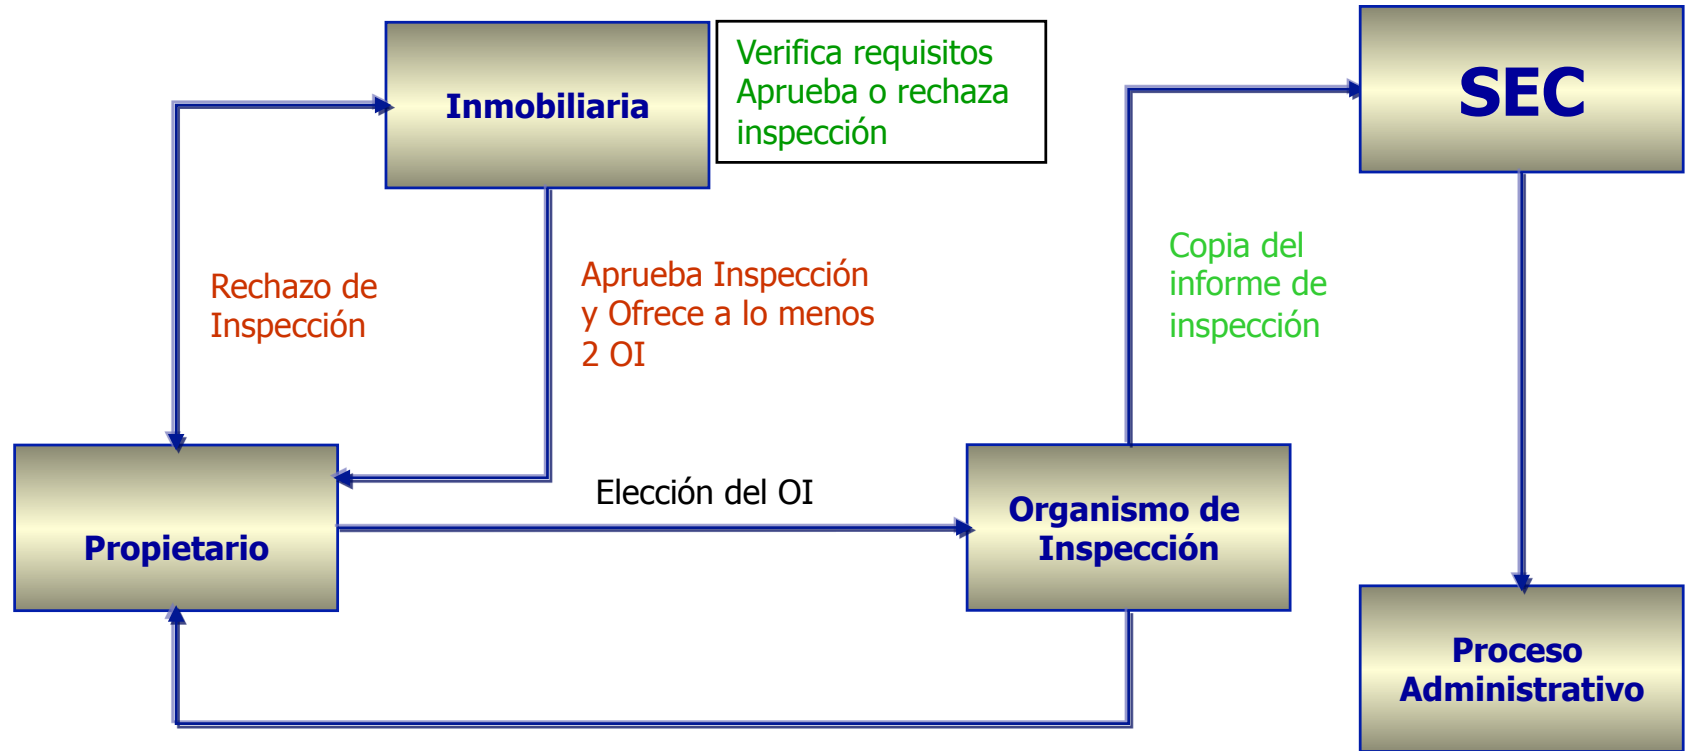 Inmobiliaria
Verifica requisitos
Aprueba o rechaza
inspección
SEC
Rechazo de
Inspección
Aprueba Inspección
y Ofrece a lo menos
2 OI
Copia del
informe de
inspección
Propietario
Elección del OI
Organismo de
Inspección
Proceso
Administrativo